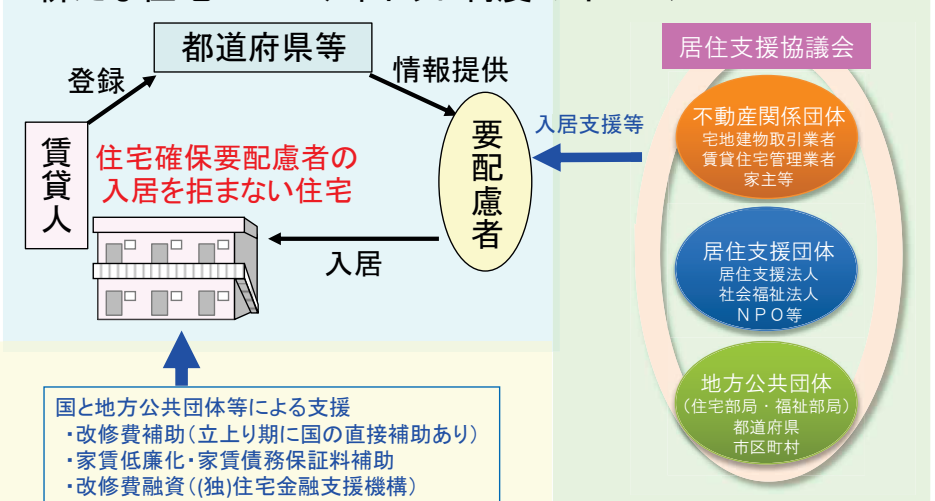 都道府県等
登録
情報提供
賃貸人
住宅確保要配慮者の
入居を拒まない住宅
要配慮者
入居
入居支援等
居住支援協議会
不動産関係団体
宅地建物取引業者
賃貸住宅管理業者
家主等
居住支援団体
居住支援法人
社会福祉法人
ＮＰＯ等
地方公共団体
（住宅部局・福祉部局）
都道府県
市区町村
国と地方公共団体等による支援
・改修費補助（立上り期に国の直接補助あり）
・家賃低廉化・家賃債務保証料補助
・改修費融資（(独)住宅金融支援機構）